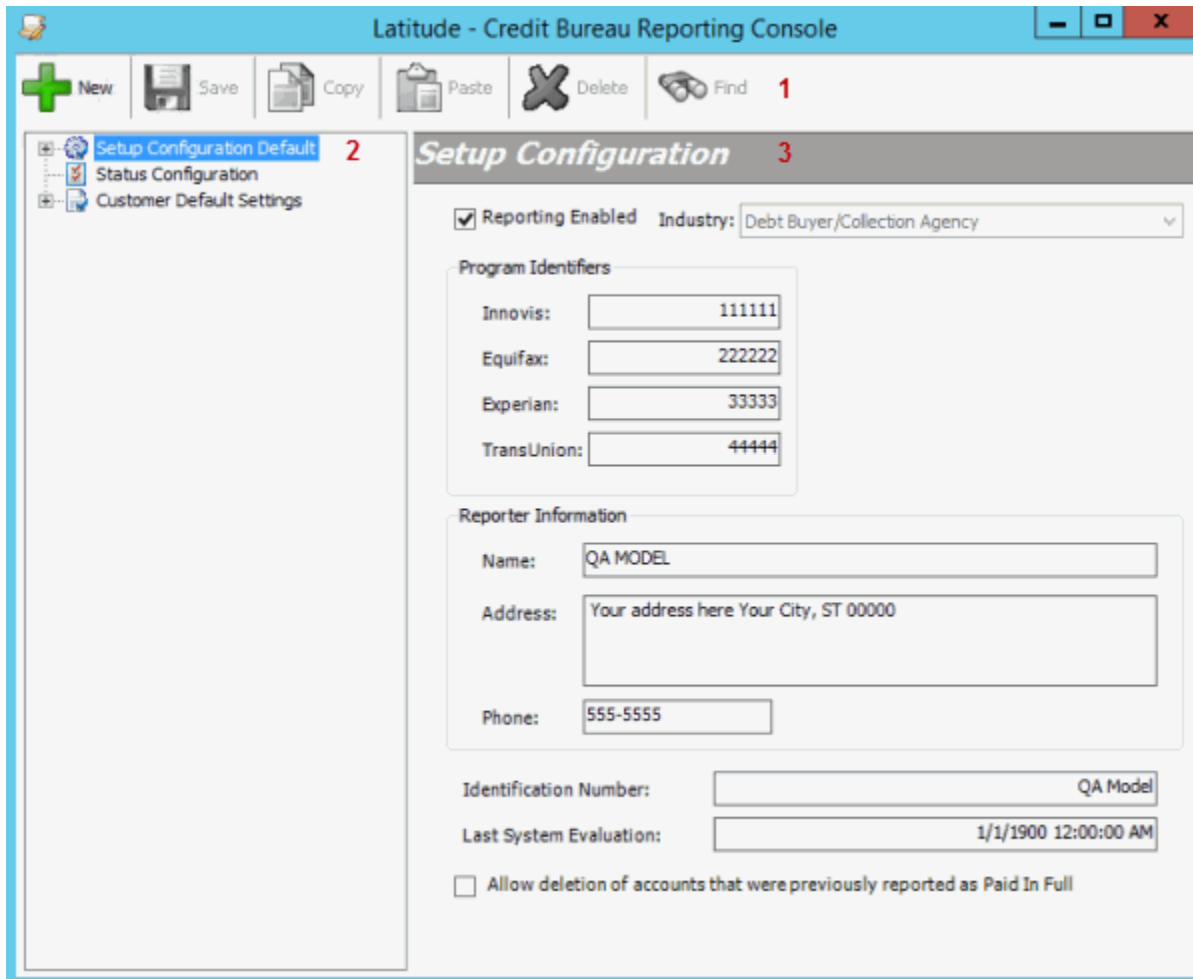 Latitude - Credit Bureau Reporting Console
New Save Copy Paste Delete Find 1
Setup Configuration Default 2
Status Configuration
Customer Default Settings
Setup Configuration 3
Reporting Enabled Industry: Debt Buyer/Collection Agency
Program Identifiers
Innovis: 111111
Equifax: 222222
Experian: 33333
TransUnion: 44444
Reporter Information
Name: QA MODEL
Address: Your address here Your City, ST 00000
Phone: 555-5555
Identification Number: QA Model
Last System Evaluation: 1/1/1900 12:00:00 AM
Allow deletion of accounts that were previously reported as Paid In Full